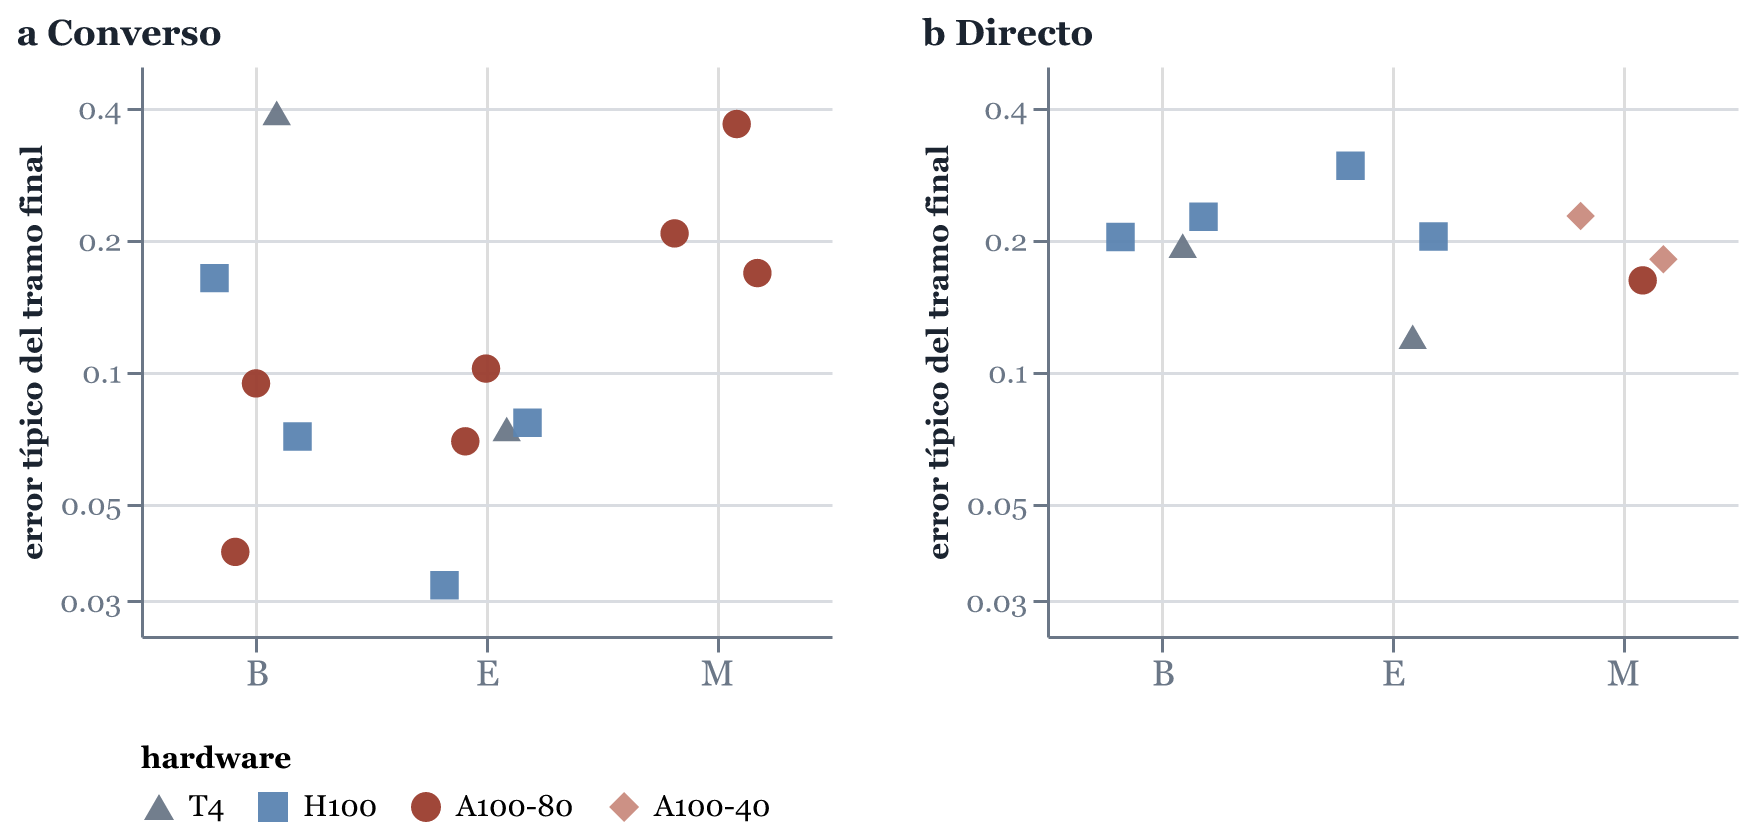 a Converso
error típico del tramo final
0.4
0.2
0.1
0.05
0.03
B E M
b Directo
error típico del tramo final
0.4
0.2
0.1
0.05
0.03
B E M
hardware
T4 H100 A100-80 A100-40